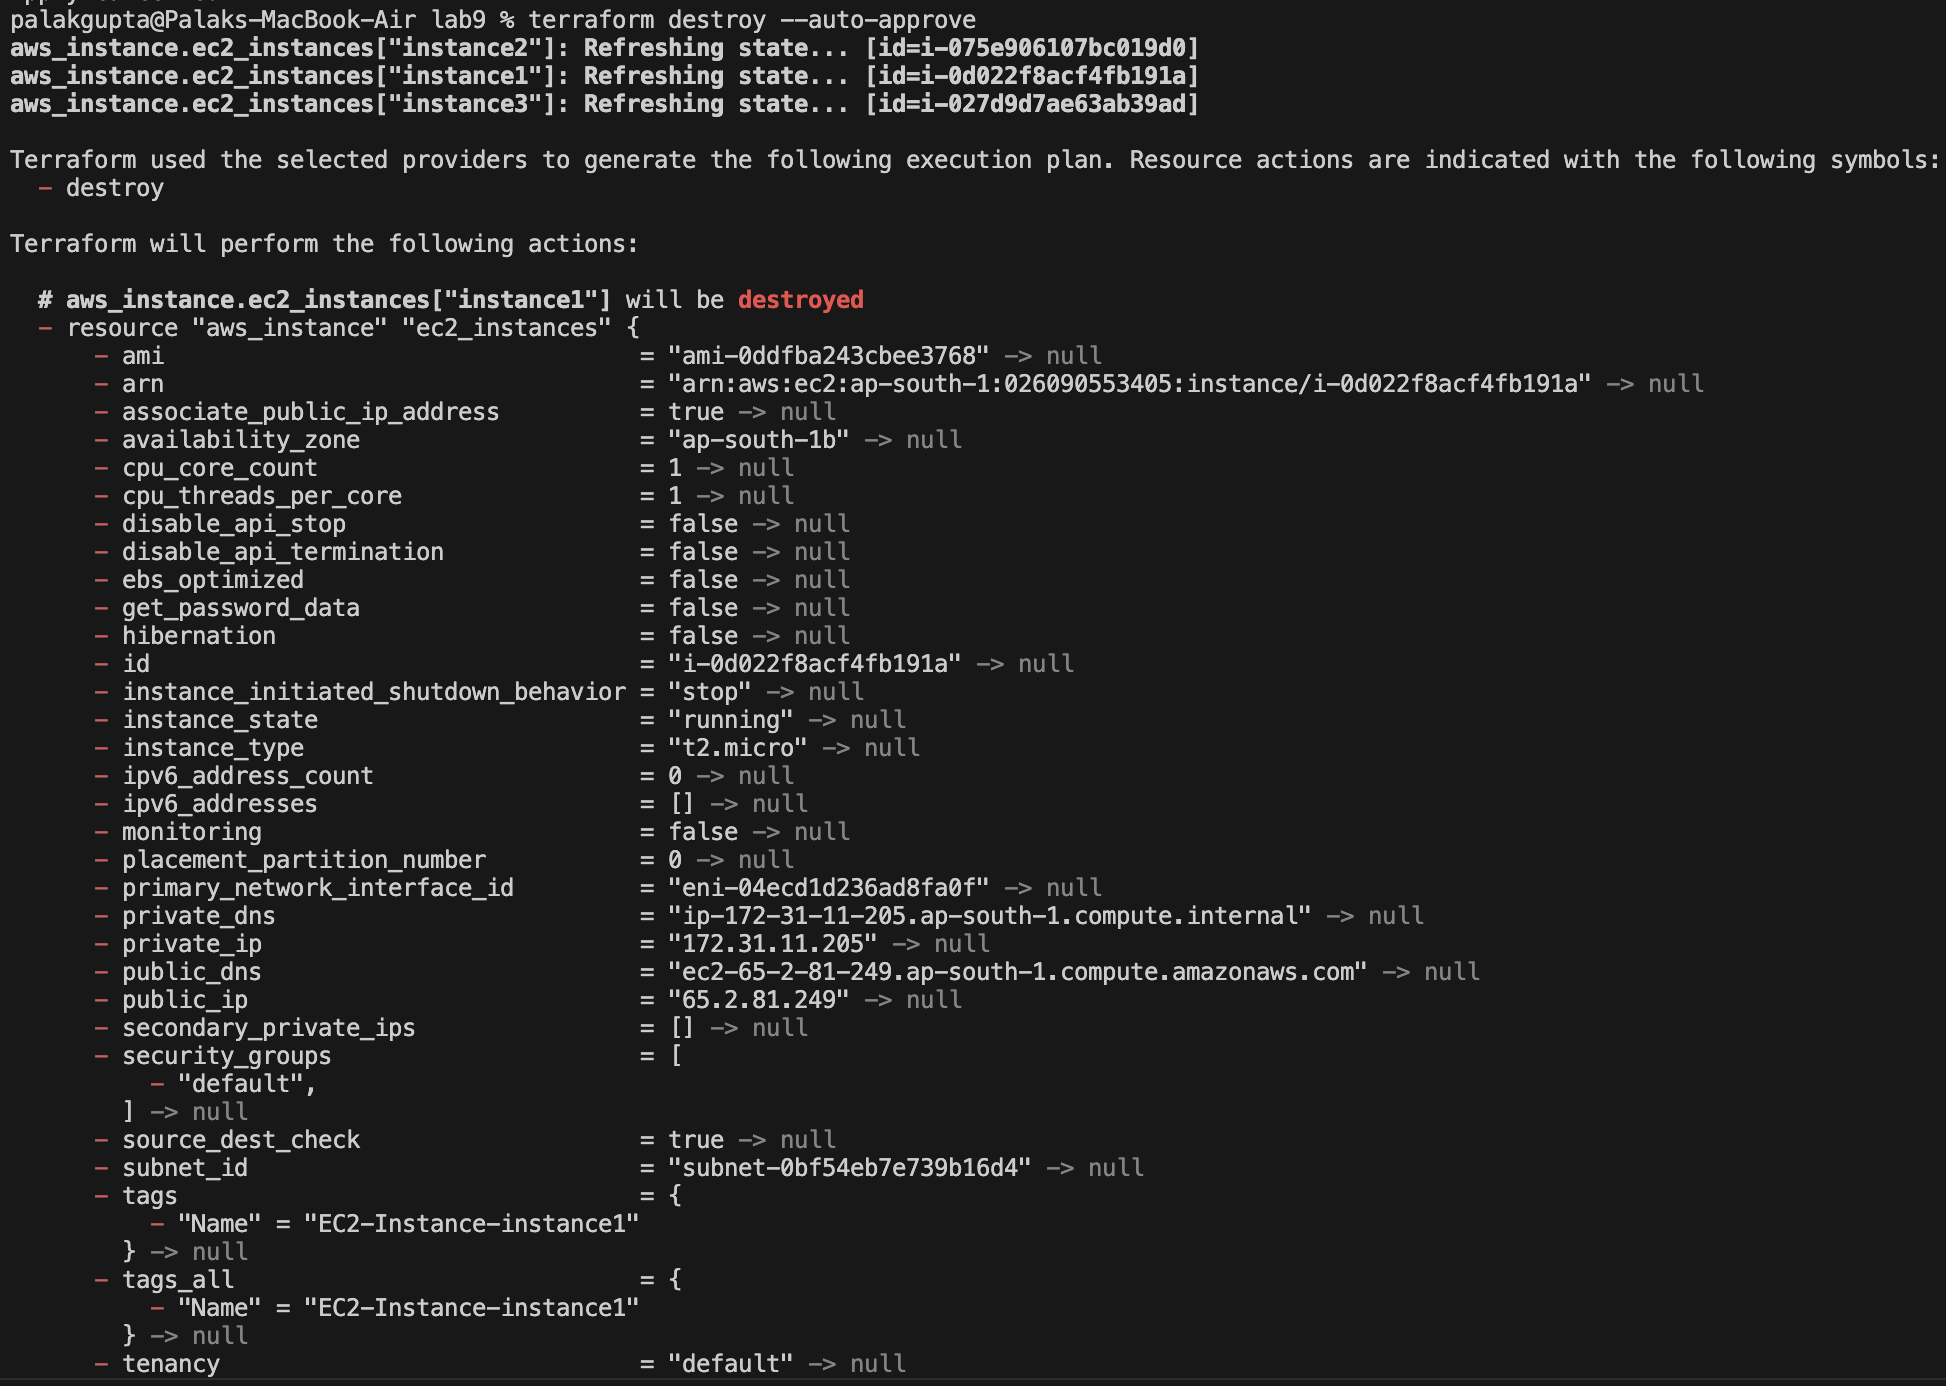 palakgupta@Palaks-MacBook-Air lab9 % terraform destroy --auto-approve
aws_instance.ec2_instances["instance2"]: Refreshing state... [id=i-075e906107bc019d0]
aws_instance.ec2_instances["instance1"]: Refreshing state... [id=i-0d022f8acf4fb191a]
aws_instance.ec2_instances["instance3"]: Refreshing state... [id=i-027d9d7ae63ab39ad]
Terraform used the selected providers to generate the following execution plan. Resource actions are indicated with the following symbols:
- destroy
Terraform will perform the following actions:
# aws_instance.ec2_instances["instance1"] will be destroyed
- resource "aws_instance" "ec2_instances" {
- ami = "ami-0ddfba243cbee3768" -> null
- arn = "arn:aws:ec2:ap-south-1:026090553405:instance/i-0d022f8acf4fb191a" -> null
- associate_public_ip_address = true -> null
- availability_zone = "ap-south-1b" -> null
- cpu_core_count = 1 -> null
- cpu_threads_per_core = 1 -> null
- disable_api_stop = false -> null
- disable_api_termination = false -> null
- ebs_optimized = false -> null
- get_password_data = false -> null
- hibernation = false -> null
- id = "i-0d022f8acf4fb191a" -> null
- instance_initiated_shutdown_behavior = "stop" -> null
- instance_state = "running" -> null
- instance_type = "t2.micro" -> null
- ipv6_address_count = 0 -> null
- ipv6_addresses = [] -> null
- monitoring = false -> null
- placement_partition_number = 0 -> null
- primary_network_interface_id = "eni-04ecd1d236ad8fa0f" -> null
- private_dns = "ip-172-31-11-205.ap-south-1.compute.internal" -> null
- private_ip = "172.31.11.205" -> null
- public_dns = "ec2-65-2-81-249.ap-south-1.compute.amazonaws.com" -> null
- public_ip = "65.2.81.249" -> null
- secondary_private_ips = [] -> null
- security_groups = [
- "default",
] -> null
- source_dest_check = true -> null
- subnet_id = "subnet-0bf54eb7e739b16d4" -> null
- tags = {
- "Name" = "EC2-Instance-instance1"
} -> null
- tags_all = {
- "Name" = "EC2-Instance-instance1"
} -> null
- tenancy = "default" -> null